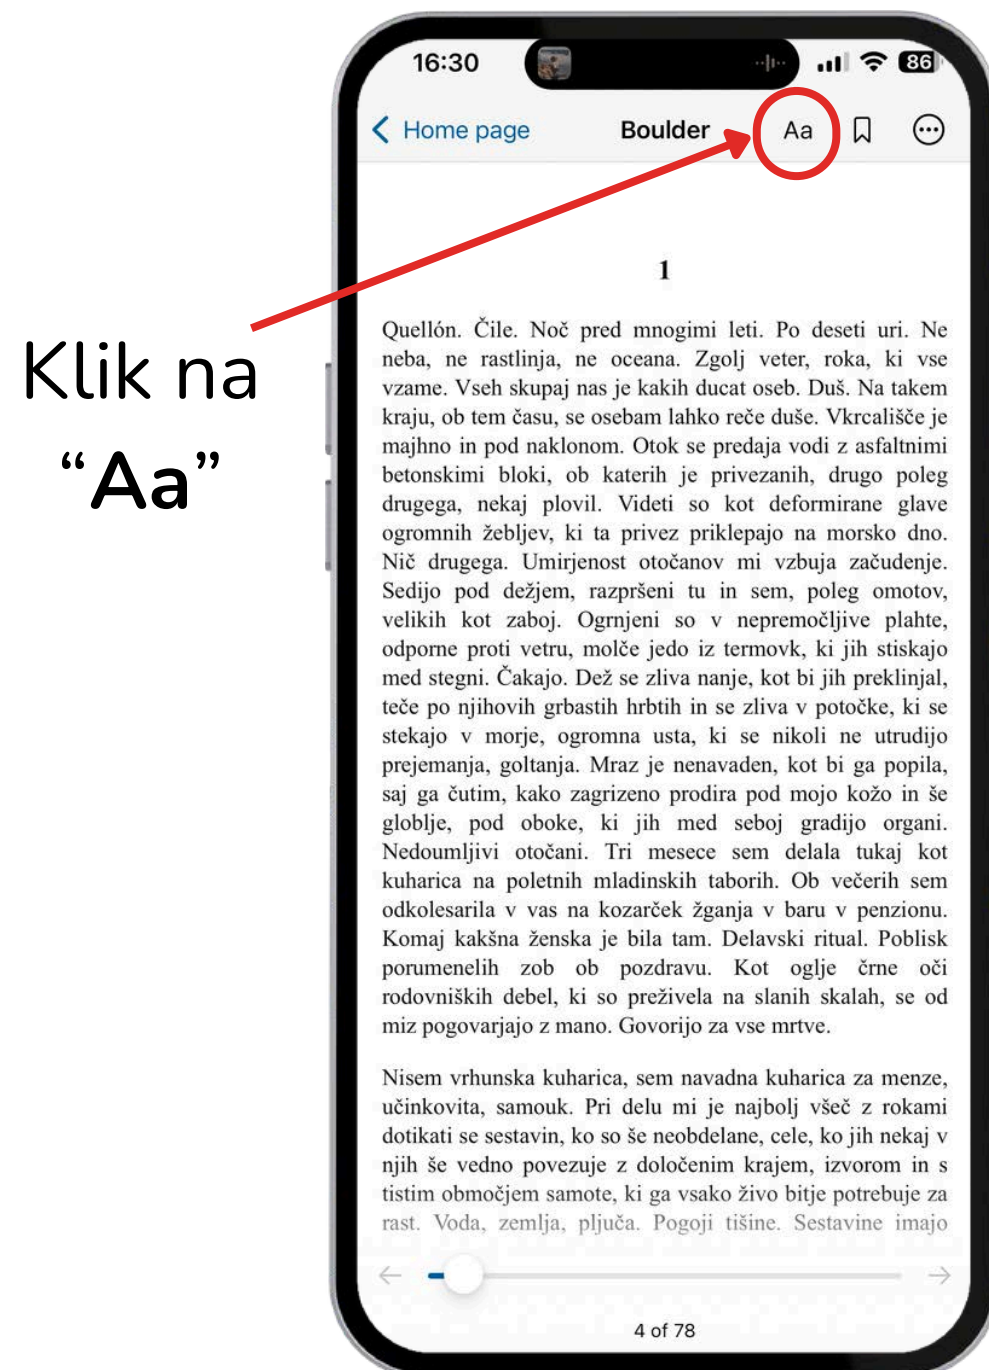 16:30
86
Home page
Boulder
Aa
1
Klik na
“Aa”
Quellón. Čile. Noč pred mnogimi leti. Po deseti uri. Ne
neba, ne rastlinja, ne oceana. Zgolj veter, roka, ki vse
vzame. Vseh skupaj nas je kakih ducat oseb. Duš. Na takem
kraju, ob tem času, se osebam lahko reče duše. Vkrcališče je
majhno in pod naklonom. Otok se predaja vodi z asfaltnimi
betonskimi bloki, ob katerih je privezanih, drugo poleg
drugega, nekaj plovil. Videti so kot deformirane glave
ogromnih žebljev, ki ta privez priklepajo na morsko dno.
Nič drugega. Umirjenost otočanov mi vzbuja začudenje.
Sedijo pod dežjem, razpršeni tu in sem, poleg omotov,
velikih kot zaboj. Ogrnjeni so v nepremočljive plahte,
odporne proti vetru, molče jedo iz termovk, ki jih stiskajo
med stegni. Čakajo. Dež se zliva nanje, kot bi jih preklinjal,
teče po njihovih grbastih hrbtih in se zliva v potočke, ki se
stekajo v morje, ogromna usta, ki se nikoli ne utrudijo
prejemanja, goltanja. Mraz je nenavaden, kot bi ga popila,
saj ga čutim, kako zagrizeno prodira pod mojo kožo in še
globlje, pod oboke, ki jih med seboj gradijo organi.
Nedoumljivi otočani. Tri mesece sem delala tukaj kot
kuharica na poletnih mladinskih taborih. Ob večerih sem
odkolesarila v vas na kozarček žganja v baru v penzionu.
Komaj kakšna ženska je bila tam. Delavski ritual. Poblisk
porumenelih zob ob pozdravu. Kot oglje črne oči
rodovniških debel, ki so preživela na slanih skalah, se od
miz pogovarjajo z mano. Govorijo za vse mrtve.
Nisem vrhunska kuharica, sem navadna kuharica za menze,
učinkovita, samouk. Pri delu mi je najbolj všeč z rokami
dotikati se sestavin, ko so še neobdelane, cele, ko jih nekaj v
njih še vedno povezuje z določenim krajem, izvorom in s
tistim območjem samote, ki ga vsako živo bitje potrebuje za
rast. Voda, zemlja, pljuča. Pogoji tišine. Sestavine imajo
4 of 78